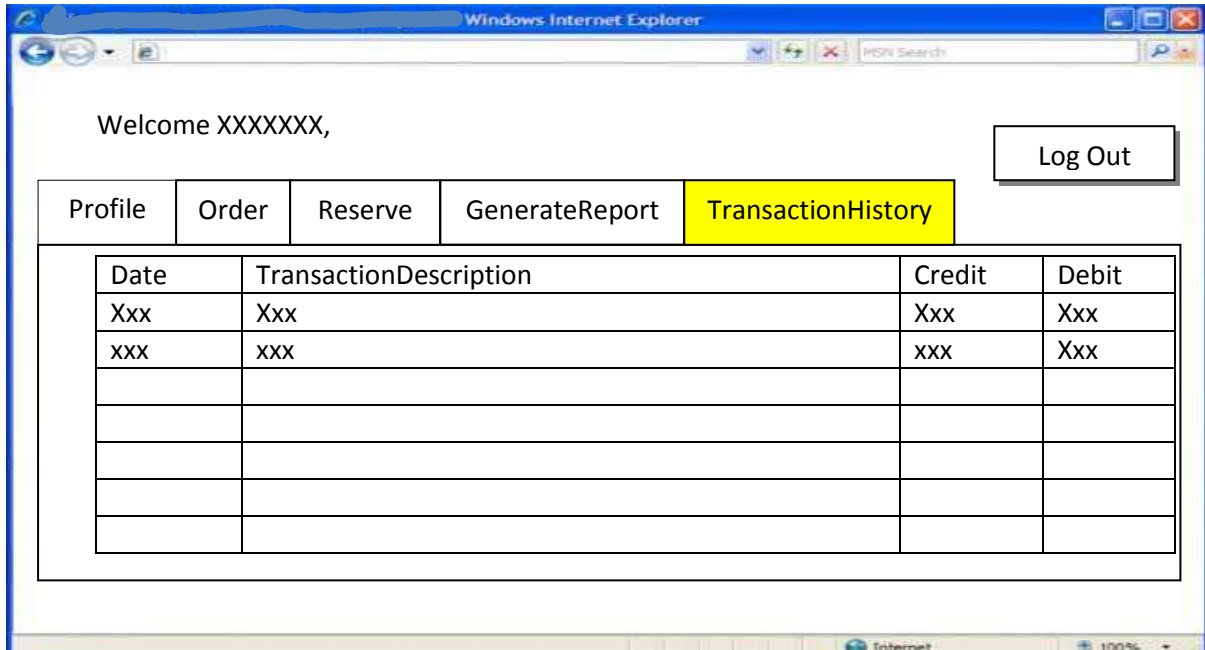 Windows Internet Explorer
MSN Search
Welcome XXXXXXX,
Log Out
Profile Order Reserve GenerateReport TransactionHistory
Date TransactionDescription Credit Debit
Xxx Xxx Xxx Xxx
xxx xxx xxx Xxx
Internet 100%